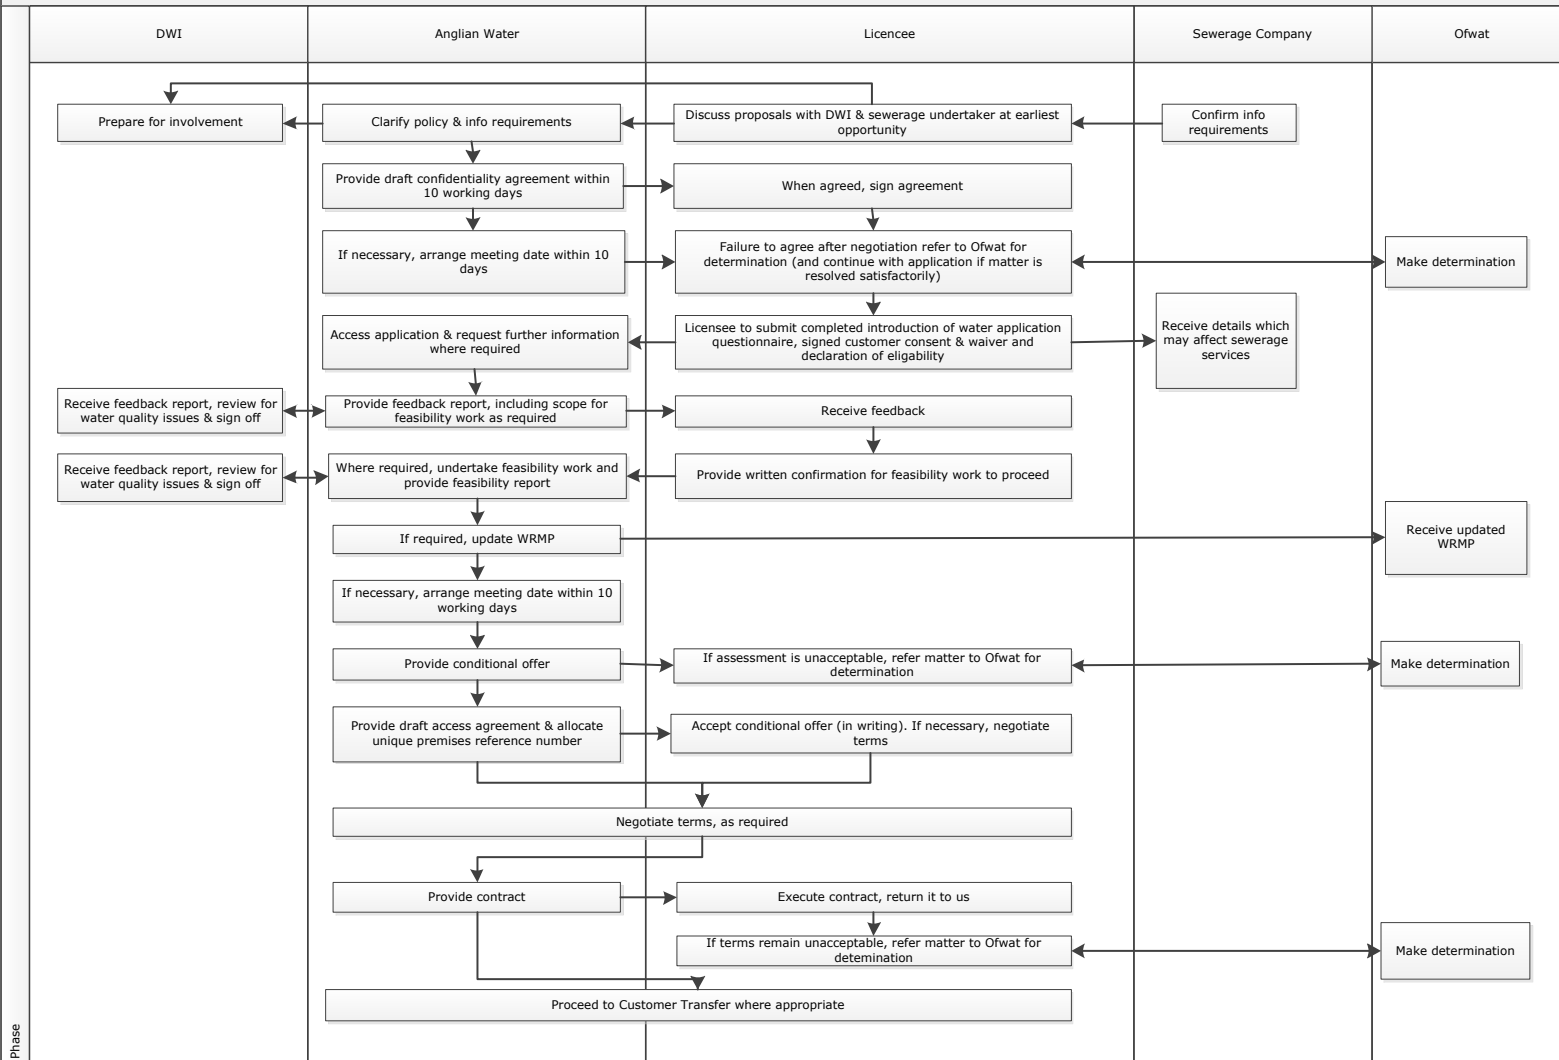 DWI
Anglian Water
Licencee
Sewerage Company
Ofwat
Prepare for involvement
Clarify policy & info requirements
Discuss proposals with DWI & sewerage undertaker at earliest
opportunity
Confirm info
requirements
Provide draft confidentiality agreement within
10 working days
When agreed, sign agreement
If necessary, arrange meeting date within 10
days
Failure to agree after negotiation refer to Ofwat for
determination (and continue with application if matter is
resolved satisfactorily)
Make determination
Access application & request further information
where required
Licensee to submit completed introduction of water application
questionnaire, signed customer consent & waiver and
declaration of eligability
Receive details which
may affect sewerage
services
Receive feedback report, review for
water quality issues & sign off
Provide feedback report, including scope for
feasibility work as required
Receive feedback
Receive feedback report, review for
water quality issues & sign off
Where required, undertake feasibility work and
provide feasibility report
Provide written confirmation for feasibility work to proceed
If required, update WRMP
Receive updated
WRMP
If necessary, arrange meeting date within 10
working days
Provide conditional offer
If assessment is unacceptable, refer matter to Ofwat for
determination
Make determination
Provide draft access agreement & allocate
unique premises reference number
Accept conditional offer (in writing). If necessary, negotiate
terms
Negotiate terms, as required
Provide contract
Execute contract, return it to us
If terms remain unacceptable, refer matter to Ofwat for
detemination
Make determination
Proceed to Customer Transfer where appropriate
Phase